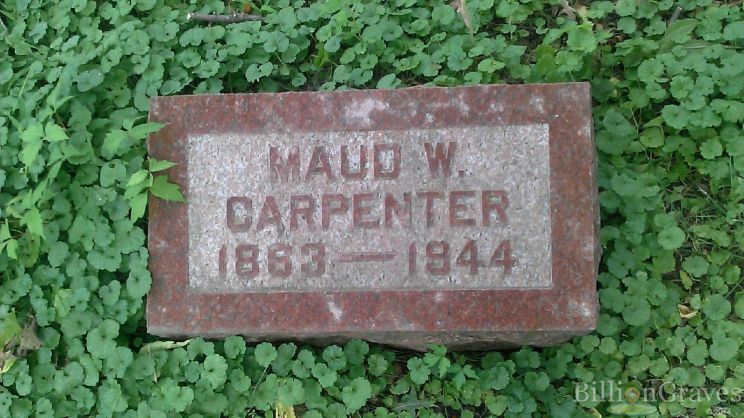 MAUD W.
CARPENTER
1863 — 1944
BillionGraves